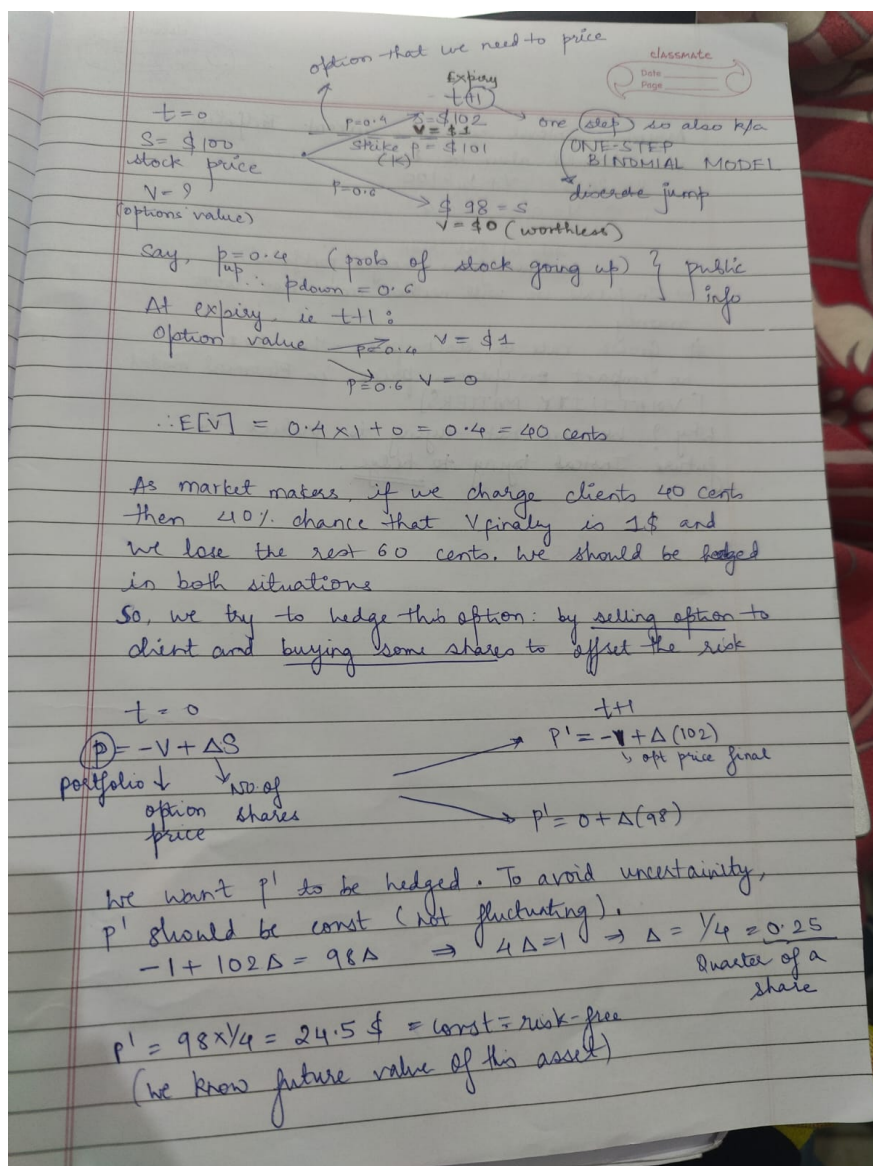 option that we need to price
classmate
Date
Page
Expiry
t+1
t=0
P=0.4 S=$102
V=$1
one step so also k/a
S= $100
stock price
Strike p = $101
(K)
ONE-STEP
BINOMIAL MODEL
discrete jump
V=?
(options' value)
P=0.6
$ 98 = S
V=$0 (worthless)
Say, Pup=0.4 (prob of stock going up) } public
∴ Pdown = 0.6 info
At expiry, ie t+1:
Option value P=0.4 V = $1
P=0.6 V = 0
∴ E[V] = 0.4×1+0 = 0.4 = 40 cents
As market makers, if we charge clients 40 cents
then 40% chance that V finaly is 1$ and
we lose the rest 60 cents. We should be hedged
in both situations
So, we try to hedge this option: by selling option to
client and buying some shares to offset the risk
t = 0
t+1
P = -V + ΔS
P' = -V + Δ(102)
↳ opt price final
portfolio ↓ ↘ No. of
option shares
price
P' = 0 + Δ(98)
We want P' to be hedged. To avoid uncertainity,
P' should be const (not fluctuating).
-1 + 102Δ = 98Δ ⇒ 4Δ=1 ⇒ Δ = 1/4 = 0.25
Quarter of a
share
P' = 98×1/4 = 24.5 $ = const = risk-free
(we know future value of this asset)